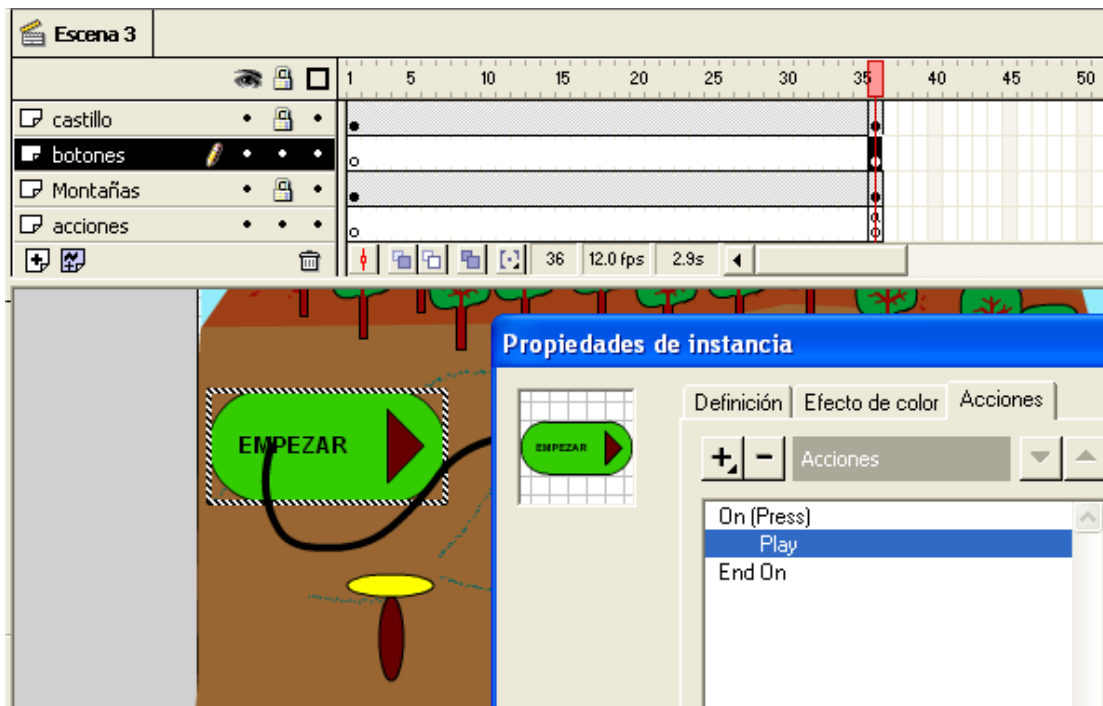 Escena 3
1 5 10 15 20 25 30 35 40 45 50
castillo
botones
Montañas
acciones
a
36 12.0 fps 2.9s
Propiedades de instancia
Definición Efecto de color Acciones
EMPEZAR
EMPEZAR
+ - Acciones
On (Press)
Play
End On